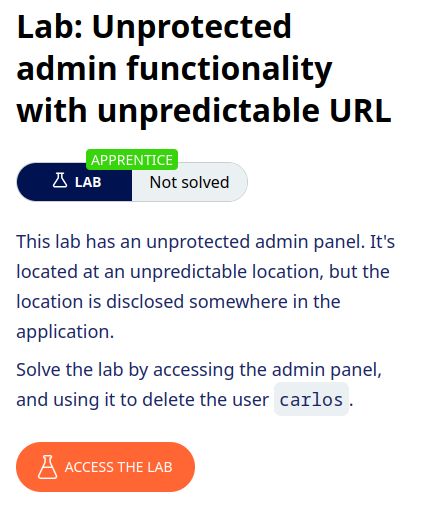 Lab: Unprotected
admin functionality
with unpredictable URL
APPRENTICE
LAB
Not solved
This lab has an unprotected admin panel. It's
located at an unpredictable location, but the
location is disclosed somewhere in the
application.
Solve the lab by accessing the admin panel,
and using it to delete the user carlos.
ACCESS THE LAB